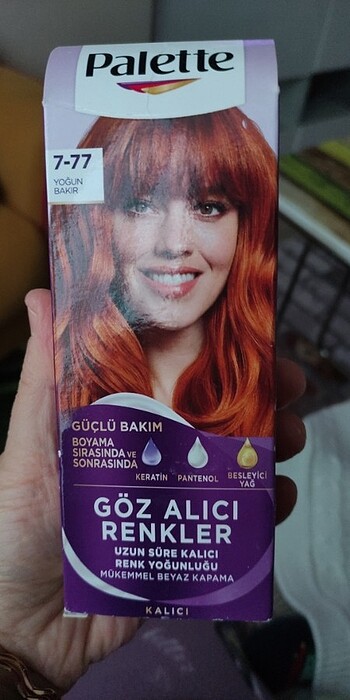 Palette
7-77
YOĞUN
BAKIR
GÜÇLÜ BAKIM
BOYAMA
SIRASINDA VE
SONRASINDA
KERATİN
PANTENOL
BESLEYİCİ
YAĞ
GÖZ ALICI
RENKLER
UZUN SÜRE KALICI
RENK YOĞUNLUĞU
MÜKEMMEL BEYAZ KAPAMA
KALICI